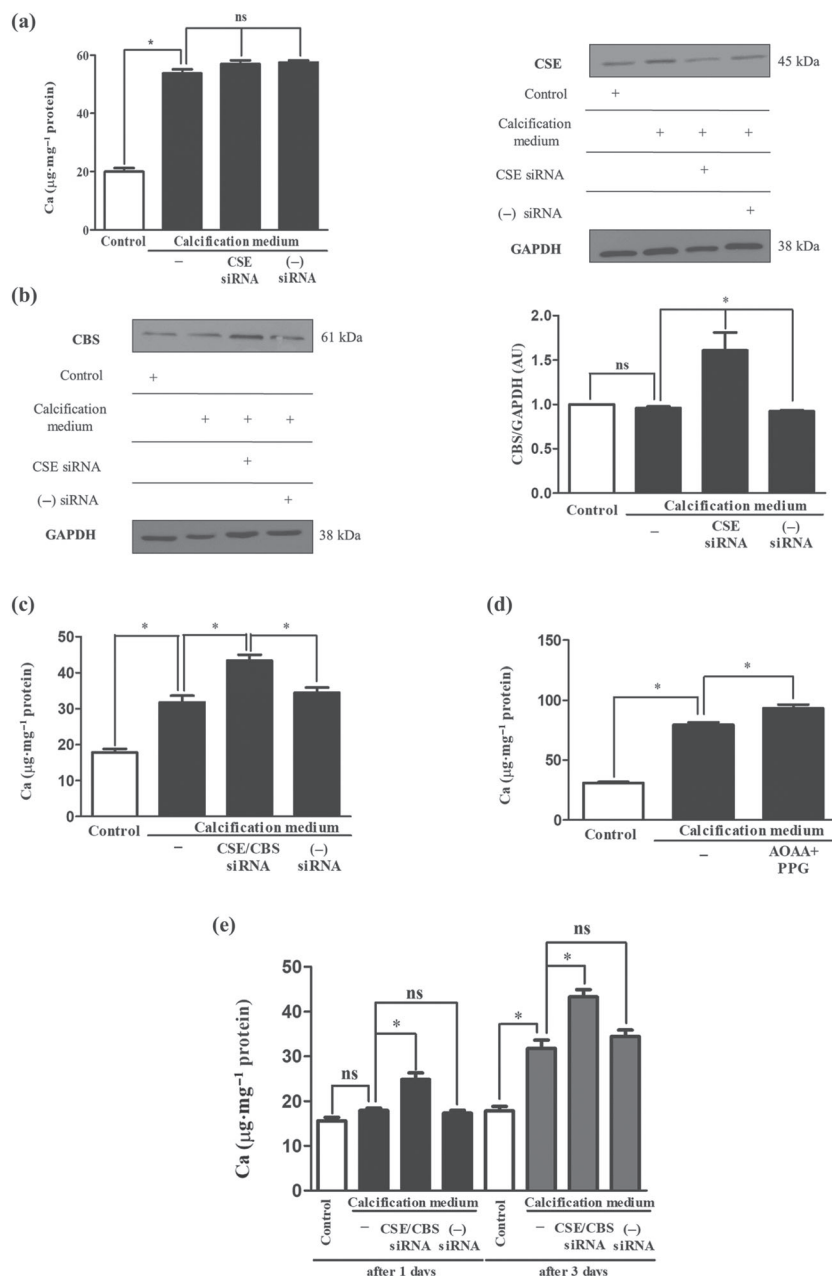 (a)
* ns
60
40
20
0
Ca (µg·mg⁻¹ protein)
Control Calcification medium
– CSE (–)
siRNA siRNA
CSE 45 kDa
Control +
Calcification + + +
medium
CSE siRNA +
(–) siRNA +
GAPDH 38 kDa
(b)
CBS 61 kDa
Control +
Calcification + + +
medium
CSE siRNA +
(–) siRNA +
GAPDH 38 kDa
*
ns
2.0
1.5
1.0
0.5
0.0
CBS/GAPDH (AU)
Control Calcification medium
– CSE (–)
siRNA siRNA
(c)
* * *
50
40
30
20
10
0
Ca (µg·mg⁻¹ protein)
Control Calcification medium
– CSE/CBS (–)
siRNA siRNA
(d)
150
100
50
0
* *
Ca (µg·mg⁻¹ protein)
Control Calcification medium
– AOAA+
PPG
(e)
ns
ns * *
* ns
50
40
30
20
10
0
Ca (µg·mg⁻¹ protein)
Control Calcification medium Control Calcification medium
– CSE/CBS (–) – CSE/CBS (–)
siRNA siRNA siRNA siRNA
after 1 days after 3 days